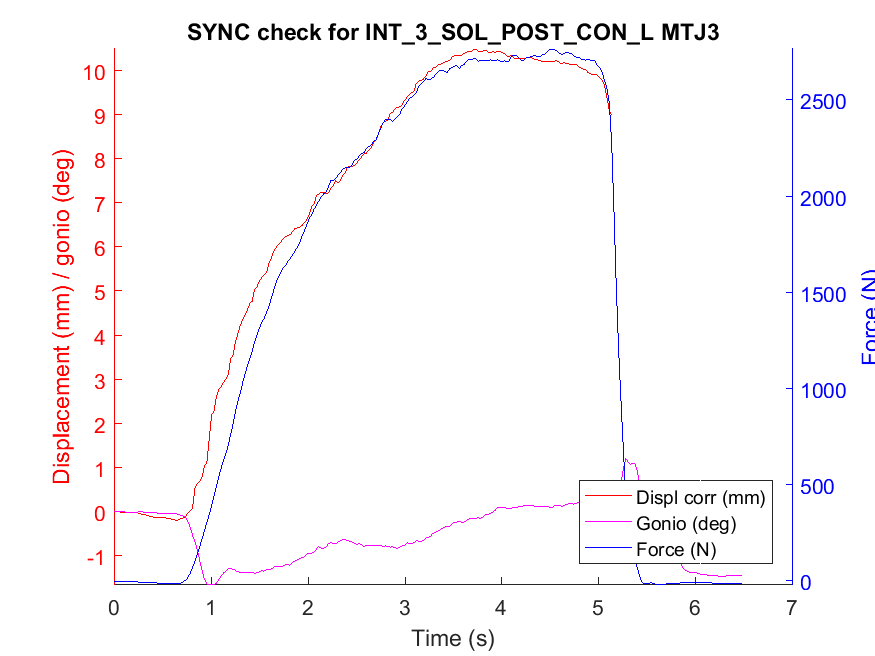 SYNC check for INT_3_SOL_POST_CON_L MTJ3
Displacement (mm) / gonio (deg)
10
9
8
7
6
5
4
3
2
1
0
-1
2500
2000
1500
1000
500
0
Force (N)
Displ corr (mm)
Gonio (deg)
Force (N)
0 1 2 3 4 5 6 7
Time (s)